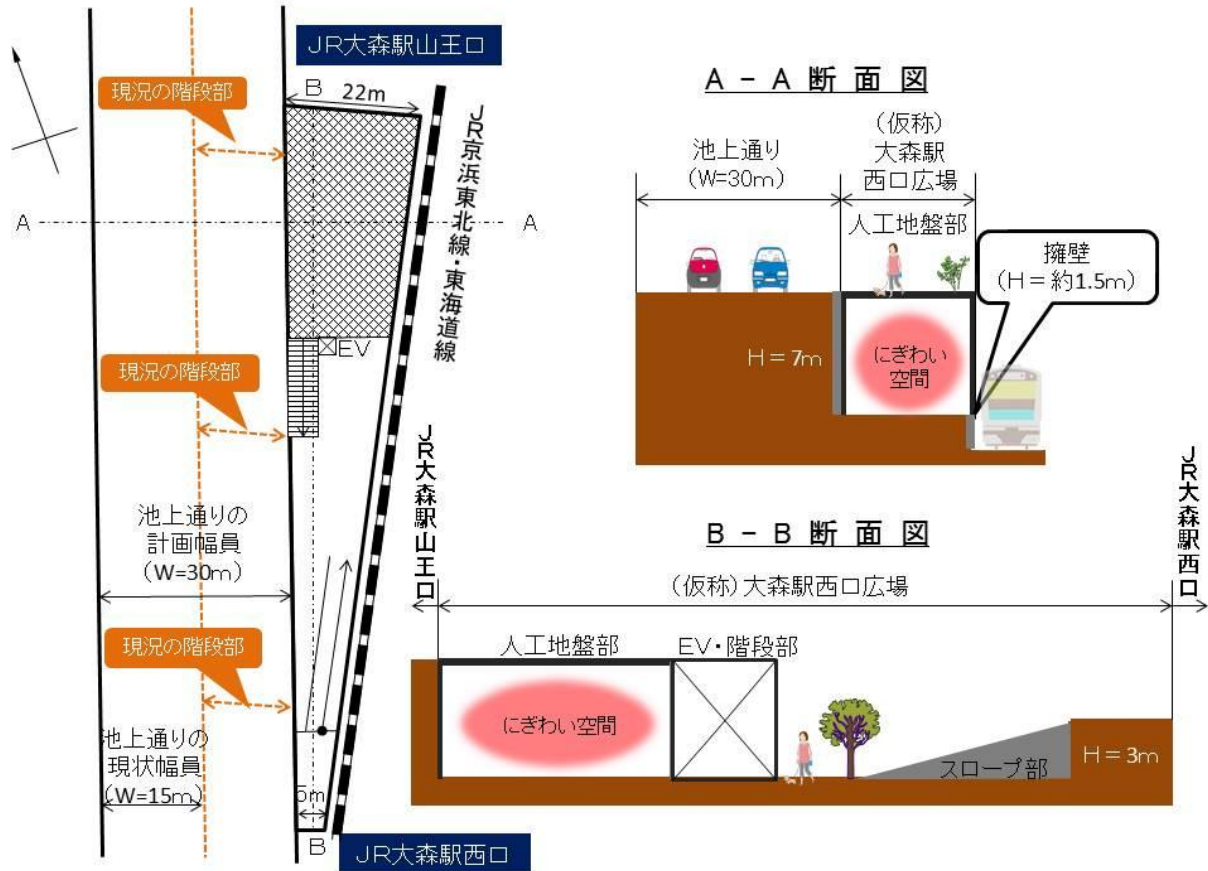 JR大森駅山王口
現況の階段部
B
22m
JR京浜東北線・東海道線
A
A
EV
現況の階段部
池上通りの
計画幅員
(W=30m)
現況の階段部
池上通りの
現状幅員
(W=15m)
5m
B
JR大森駅西口
A-A断面図
池上通り
(W=30m)
(仮称)
大森駅
西口広場
人工地盤部
擁壁
(H=約1.5m)
H=7m
にぎわい
空間
B-B断面図
JR大森駅山王口
(仮称)大森駅西口広場
JR大森駅西口
人工地盤部
EV・階段部
にぎわい空間
スロープ部
H=3m